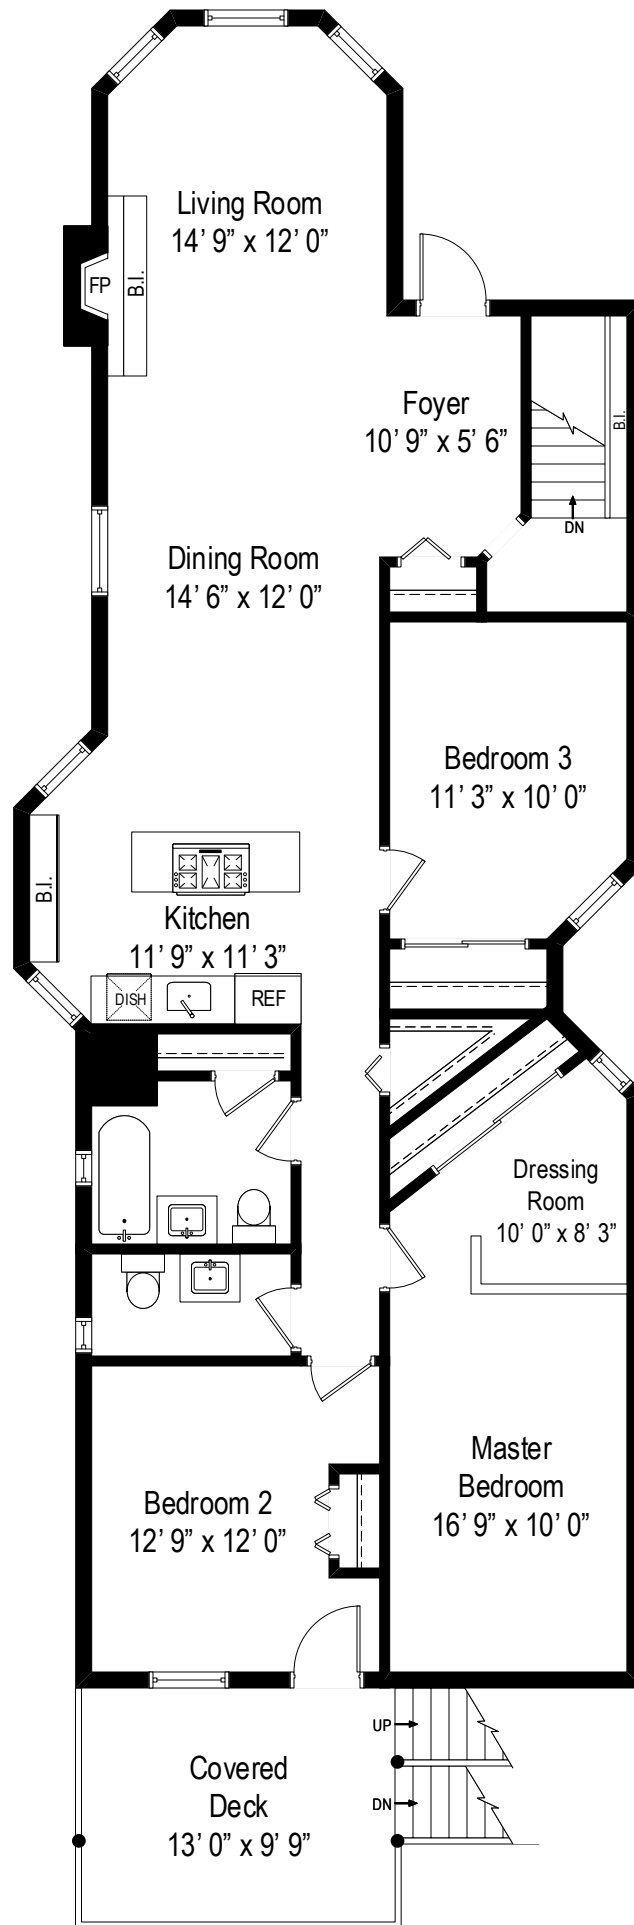 Living Room
14’ 9” x 12’ 0”
FP
B.I.
Foyer
10’ 9” x 5’ 6”
B.I.
DN
Dining Room
14’ 6” x 12’ 0”
Bedroom 3
11’ 3” x 10’ 0”
B.I.
Kitchen
11’ 9” x 11’ 3”
DISH
REF
Dressing
Room
10’ 0” x 8’ 3”
Master
Bedroom
16’ 9” x 10’ 0”
Bedroom 2
12’ 9” x 12’ 0”
UP
Covered
Deck
13’ 0” x 9’ 9”
DN